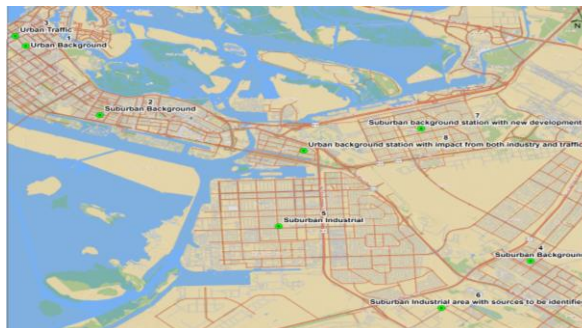 3
Urban Traffic
1
Urban Background
2
Suburban Background
7
Suburban background station with new development
8
Urban background station with impact from both industry and traffic
5
Suburban Industrial
4
Suburban Background
6
Suburban Industrial area with sources to be identifie
N